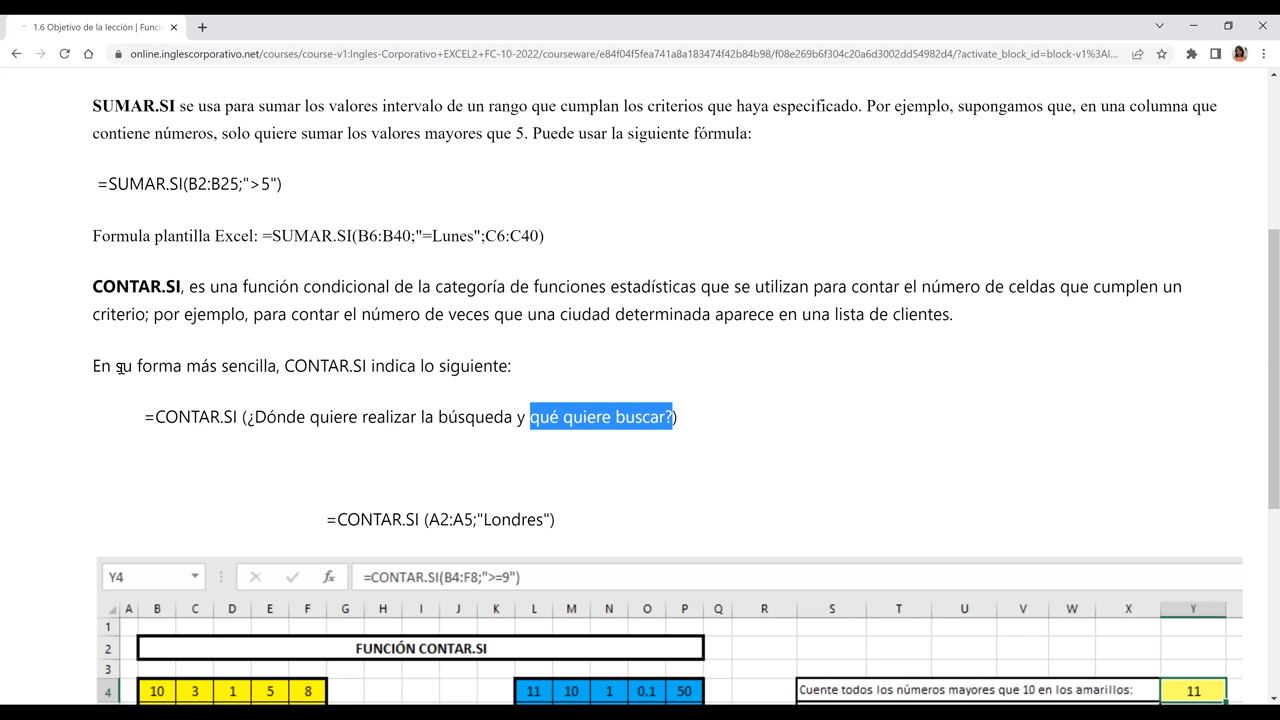 1.6 Objetivo de la lección | Funci
online.inglescorporativo.net/courses/course-v1:Ingles-Corporativo+EXCEL2+FC-10-2022/courseware/e84f04f5fea741a8a183474f42b84b98/f08e269b6f304c20a6d3002dd54982d4/?activate_block_id=block-v1%3AI...
SUMAR.SI se usa para sumar los valores intervalo de un rango que cumplan los criterios que haya especificado. Por ejemplo, supongamos que, en una columna que
contiene números, solo quiere sumar los valores mayores que 5. Puede usar la siguiente fórmula:
=SUMAR.SI(B2:B25;">5")
Formula plantilla Excel: =SUMAR.SI(B6:B40;"=Lunes";C6:C40)
CONTAR.SI, es una función condicional de la categoría de funciones estadísticas que se utilizan para contar el número de celdas que cumplen un
criterio; por ejemplo, para contar el número de veces que una ciudad determinada aparece en una lista de clientes.
En su forma más sencilla, CONTAR.SI indica lo siguiente:
=CONTAR.SI (¿Dónde quiere realizar la búsqueda y qué quiere buscar?)
=CONTAR.SI (A2:A5;"Londres")
Y4 fx =CONTAR.SI(B4:F8;">=9")
A B C D E F G H I J K L M N O P Q R S T U V W X Y
1
2 FUNCIÓN CONTAR.SI
3
4 10 3 1 5 8 11 10 1 0.1 50 Cuente todos los números mayores que 10 en los amarillos: 11